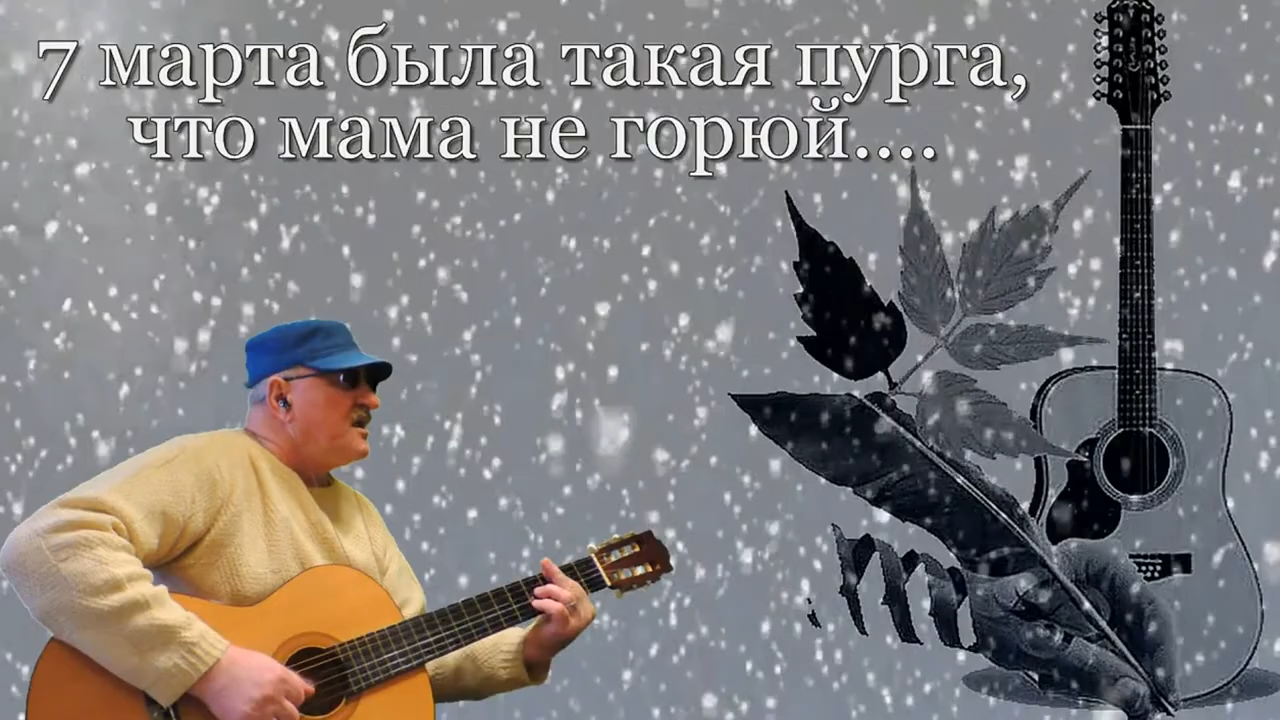 7 марта была такая пурга,
что мама не горюй....